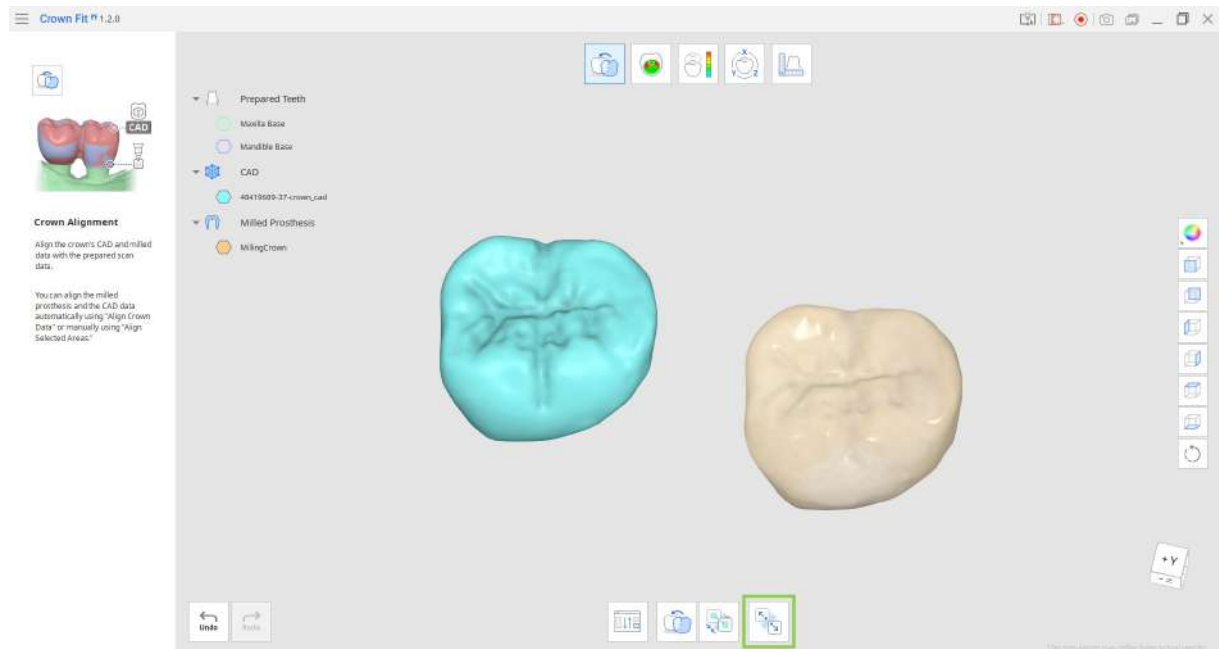 Crown Fit PV 1.2.0
CAD
Crown Alignment
Align the crown's CAD and milled
data with the prepared scan
data.
You can align the milled
prosthesis and the CAD data
automatically using "Align Crown
Data" or manually using "Align
Selected Areas."
Prepared Teeth
Maxilla Base
Mandible Base
CAD
Milled Prosthesis
MillingCrown
X
Y
Z
+Y
-Z
Undo
Redo